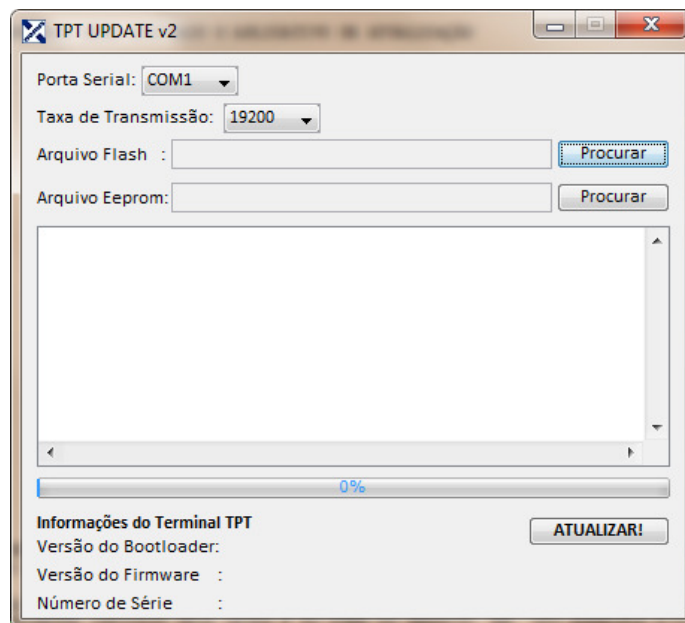 TPT UPDATE v2
Porta Serial: COM1
Taxa de Transmissão: 19200
Arquivo Flash : Procurar
Arquivo Eeprom: Procurar
0%
Informações do Terminal TPT
ATUALIZAR!
Versão do Bootloader:
Versão do Firmware :
Número de Série :